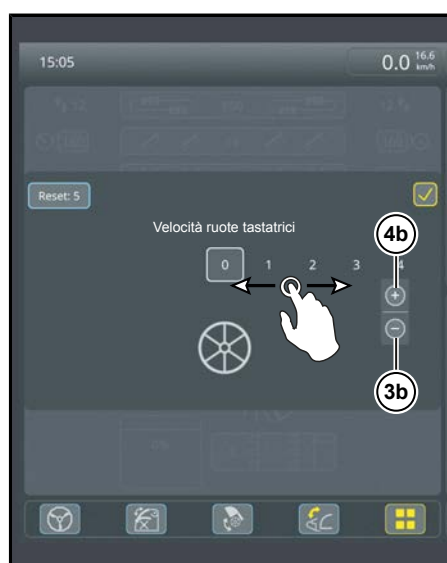 15:05
0.0 16.6 km/h
Reset: 5
Velocità ruote tastatrici
4b
0 1 2 3 4
3b
0%